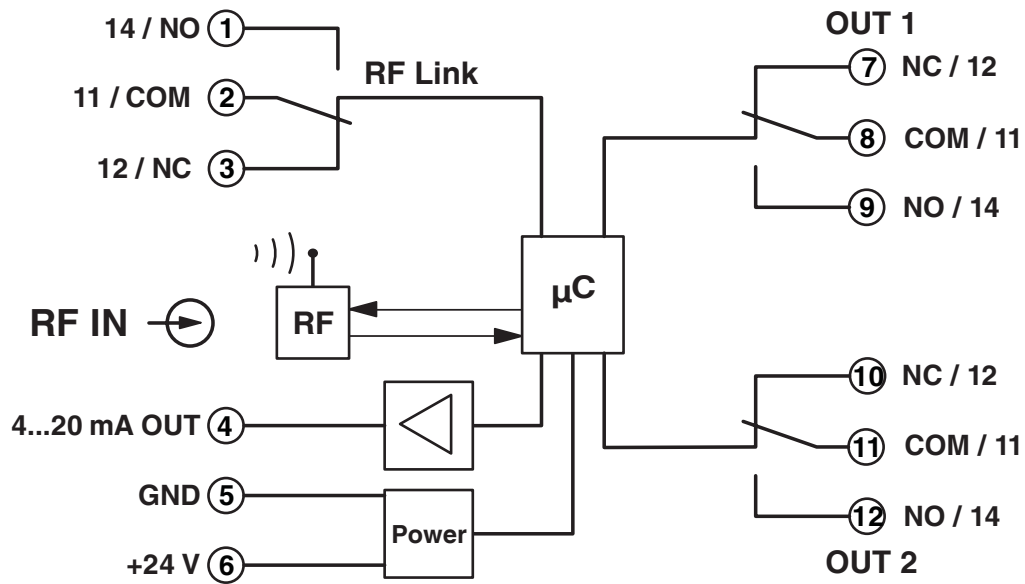 14 / NO 1
11 / COM 2
12 / NC 3
RF Link
OUT 1
7 NC / 12
8 COM / 11
9 NO / 14
µC
RF IN
RF
4...20 mA OUT 4
GND 5
+24 V 6
Power
10 NC / 12
11 COM / 11
12 NO / 14
OUT 2